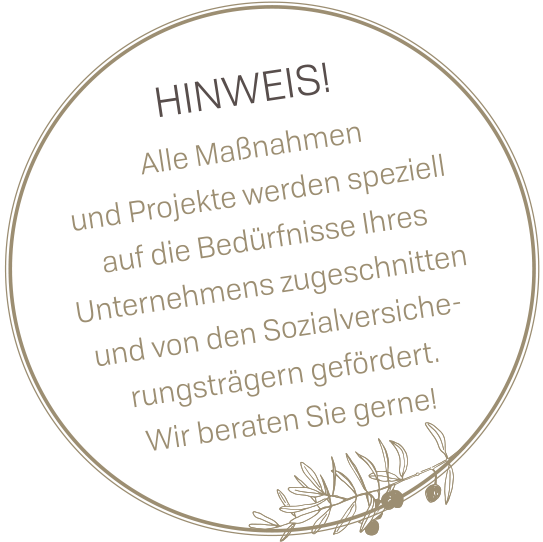 HINWEIS!
Alle Maßnahmen
und Projekte werden speziell
auf die Bedürfnisse Ihres
Unternehmens zugeschnitten
und von den Sozialversiche-
rungsträgern gefördert.
Wir beraten Sie gerne!